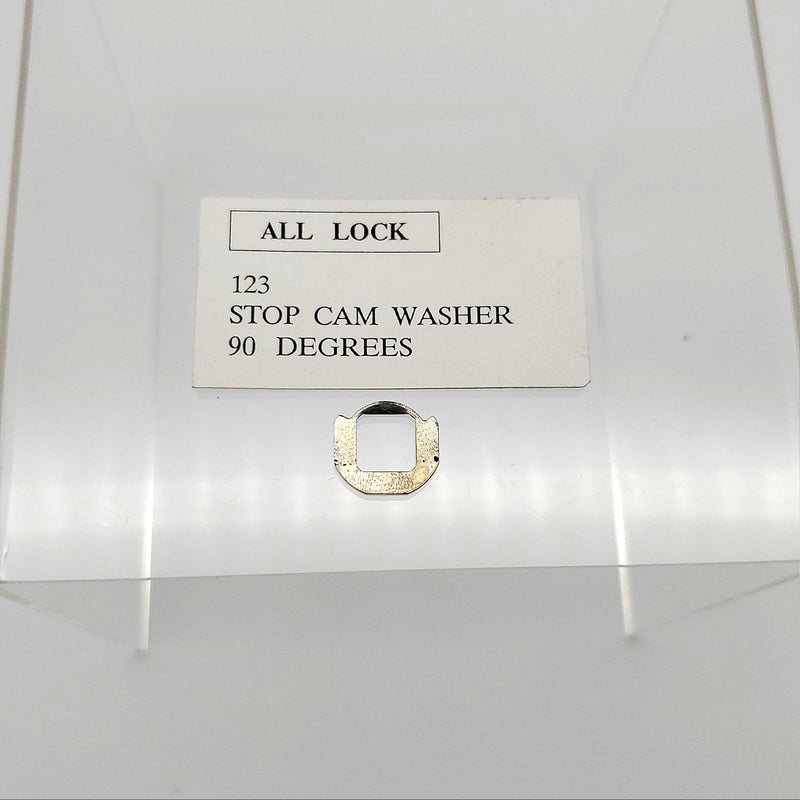 ALL LOCK
123
STOP CAM WASHER
90 DEGREES